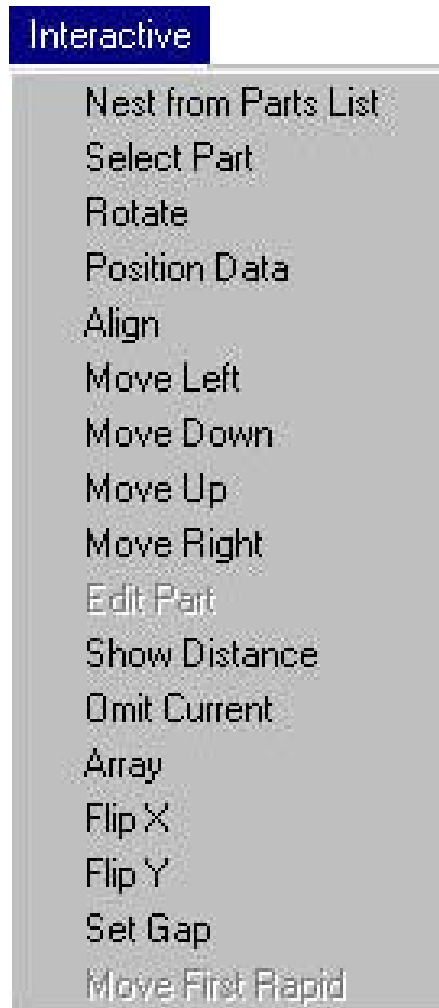 Interactive
Nest from Parts List
Select Part
Rotate
Position Data
Align
Move Left
Move Down
Move Up
Move Right
Edit Part
Show Distance
Omit Current
Array
Flip X
Flip Y
Set Gap
Move First Rapid